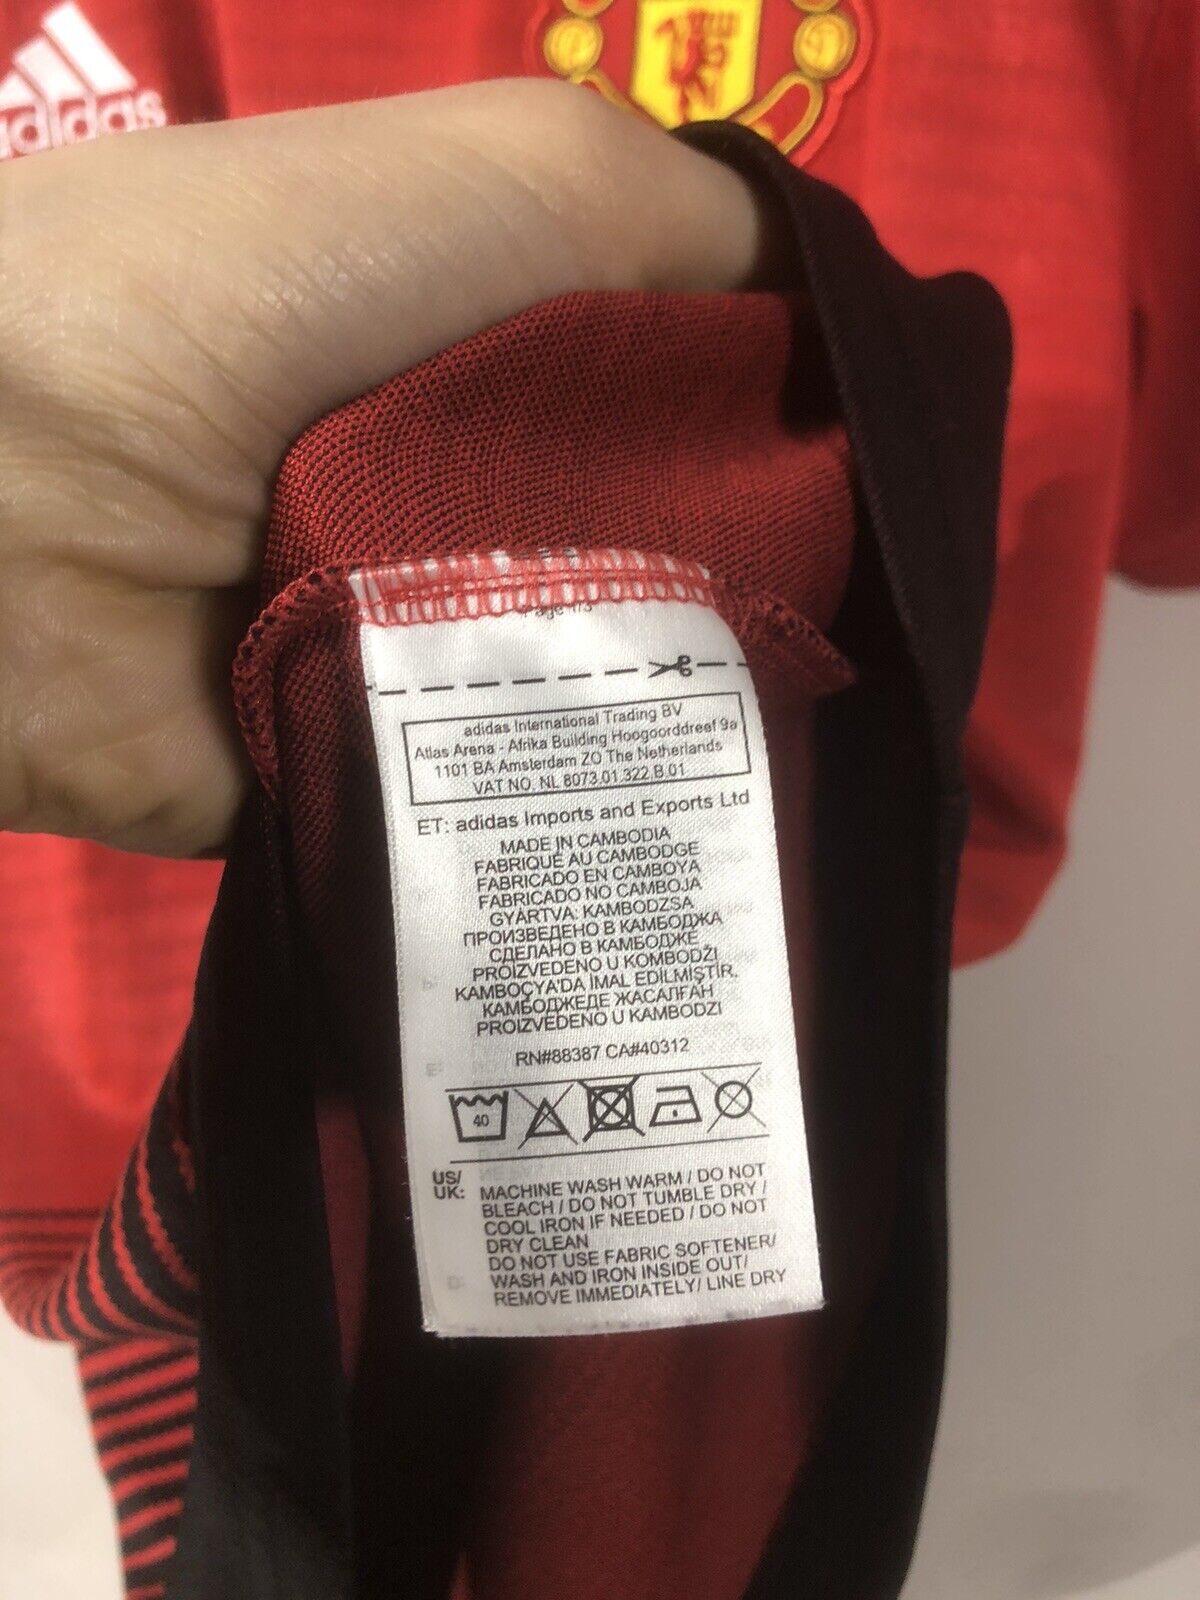 adidas
Page 1/3
adidas International Trading BV
Atlas Arena - Afrika Building Hoogoorddreef 9a
1101 BA Amsterdam ZO The Netherlands
VAT NO. NL 8073.01.322.B.01
ET: adidas Imports and Exports Ltd
MADE IN CAMBODIA
FABRIQUÉ AU CAMBODGE
FABRICADO EN CAMBOYA
FABRICADO NO CAMBOJA
GYÁRTVA: KAMBODZSA
ПРОИЗВЕДЕНО В КАМБОДЖА
СДЕЛАНО В КАМБОДЖЕ
PROIZVEDENO U KOMBODŽI
KAMBOÇYA'DA İMAL EDİLMİŞTİR.
КАМБОДЖЕДЕ ЖАСАЛҒАН
PROIZVEDENO U KAMBODZI
RN#88387 CA#40312
40
US/
UK: MACHINE WASH WARM / DO NOT
BLEACH / DO NOT TUMBLE DRY /
COOL IRON IF NEEDED / DO NOT
DRY CLEAN
DO NOT USE FABRIC SOFTENER/
WASH AND IRON INSIDE OUT/
REMOVE IMMEDIATELY/ LINE DRY